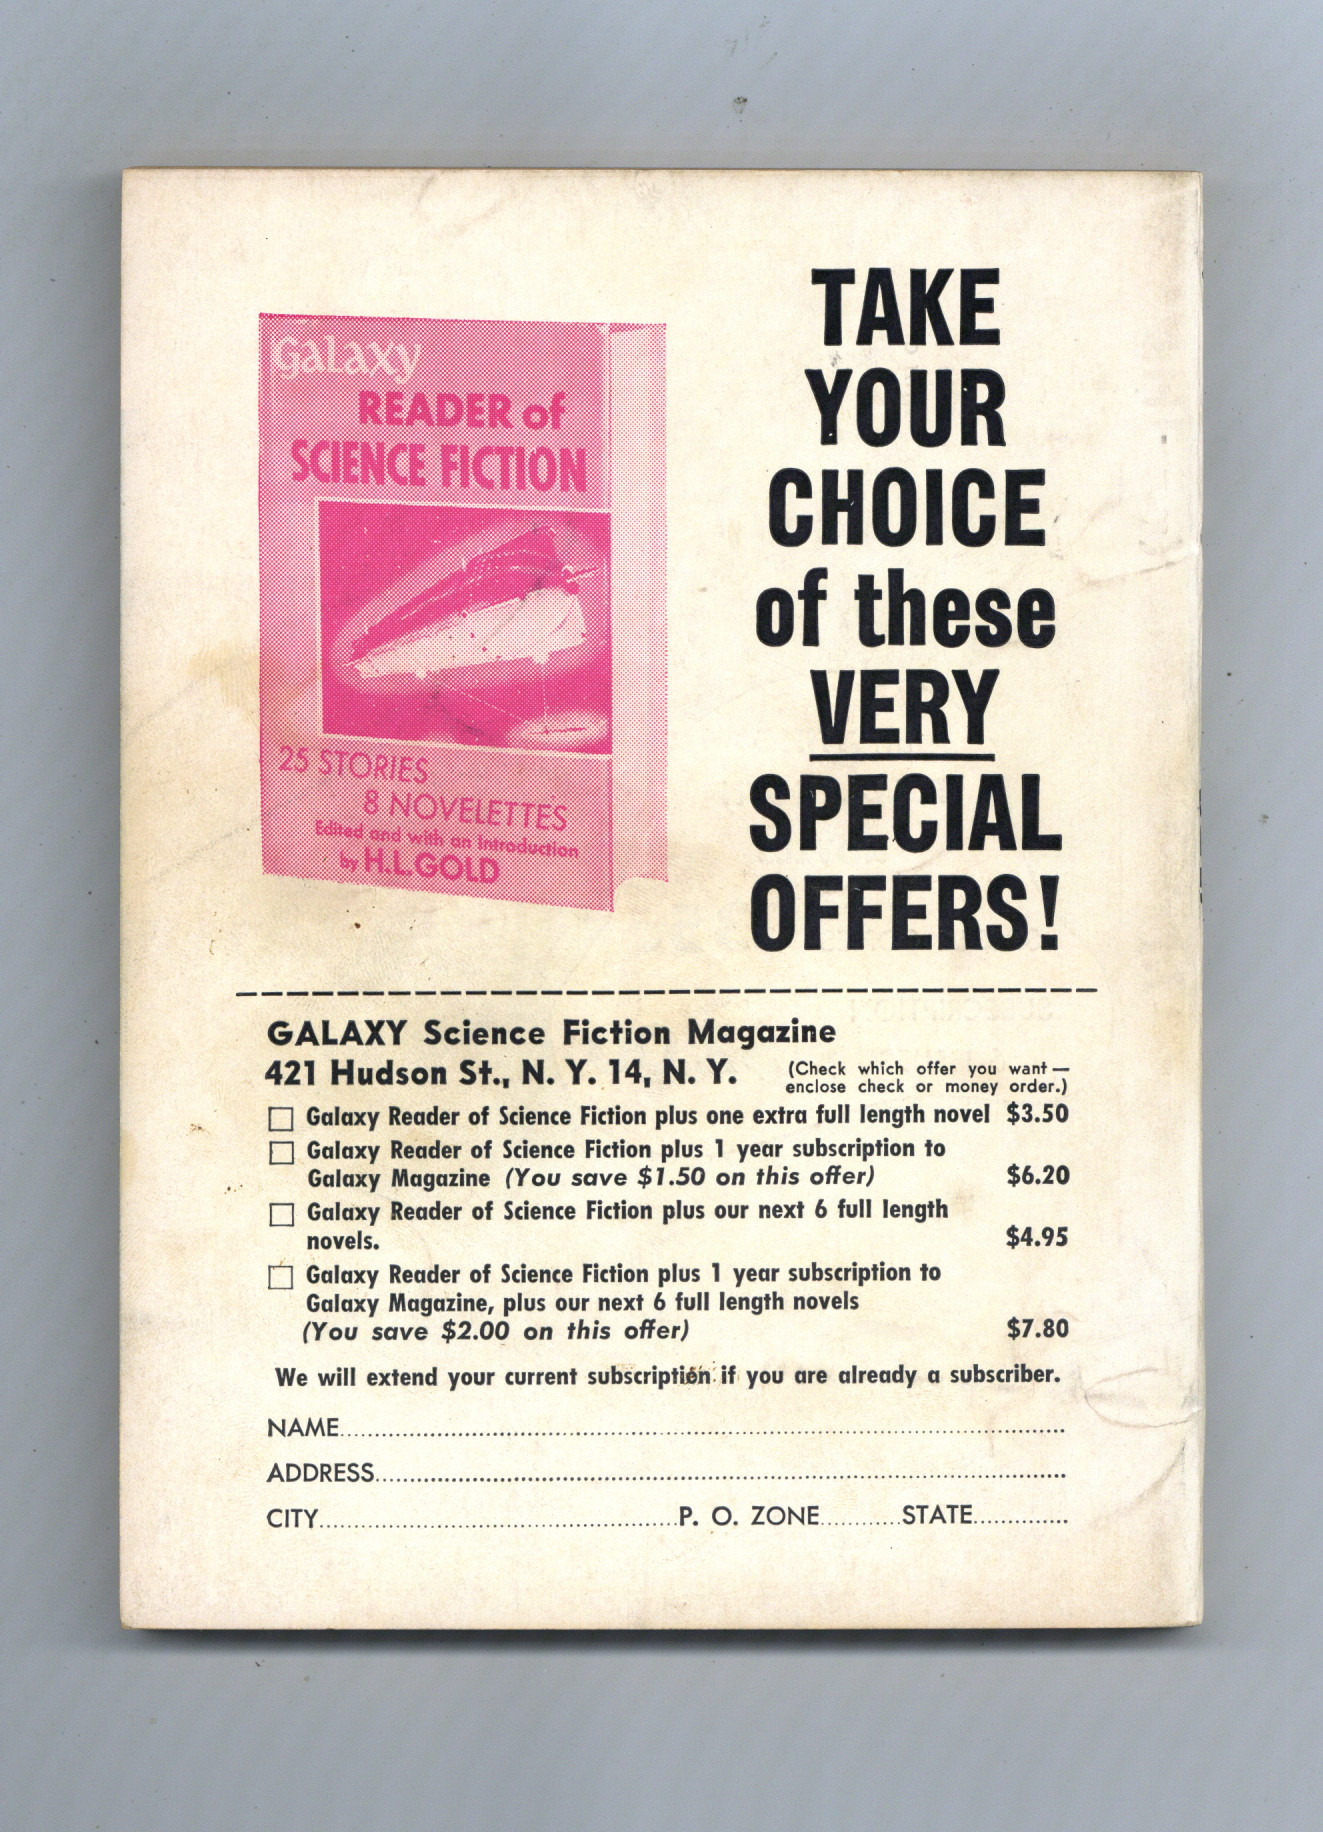 Galaxy
READER of
SCIENCE FICTION
25 STORIES
8 NOVELETTES
Edited and with an Introduction
by H.L.GOLD
TAKE
YOUR
CHOICE
of these
VERY
SPECIAL
OFFERS!
GALAXY Science Fiction Magazine
421 Hudson St., N. Y. 14, N. Y.
(Check which offer you want —
enclose check or money order.)
Galaxy Reader of Science Fiction plus one extra full length novel $3.50
Galaxy Reader of Science Fiction plus 1 year subscription to
Galaxy Magazine (You save $1.50 on this offer) $6.20
Galaxy Reader of Science Fiction plus our next 6 full length
novels. $4.95
Galaxy Reader of Science Fiction plus 1 year subscription to
Galaxy Magazine, plus our next 6 full length novels
(You save $2.00 on this offer) $7.80
We will extend your current subscription if you are already a subscriber.
NAME
ADDRESS
CITY P. O. ZONE STATE